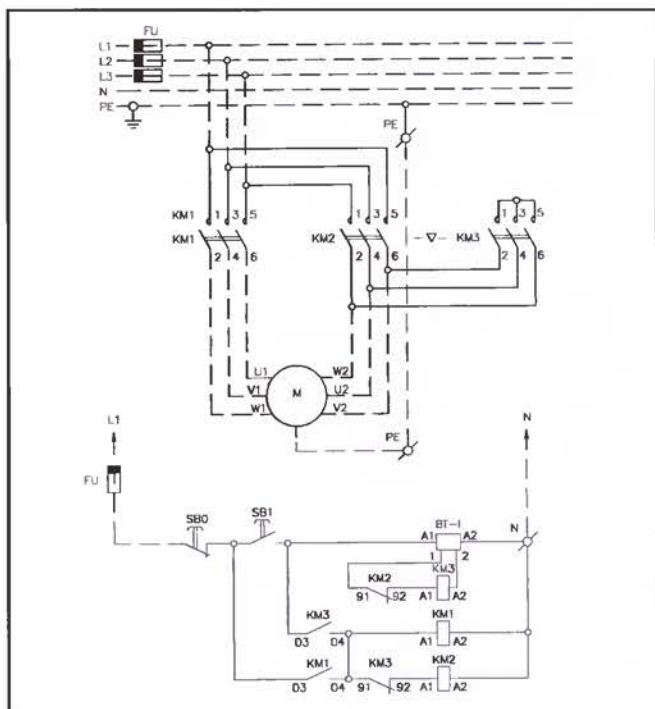 FU
L1
L2
L3
N
PE
PE
KM1 1 3 5
1 3 5
1 3 5
KM1
KM2
KM3
2 4 6
2 4 6
2 4 6
U1 W2
V1 M U2
W1 V2
L1
N
PE
FU
SB0
SB1
BT-1
A1 A2
N
1 2
KM2
KM3
91 92
A1 A2
KM3
KM1
03 04
A1 A2
KM1
KM3
KM2
03 04
91 92
A1 A2